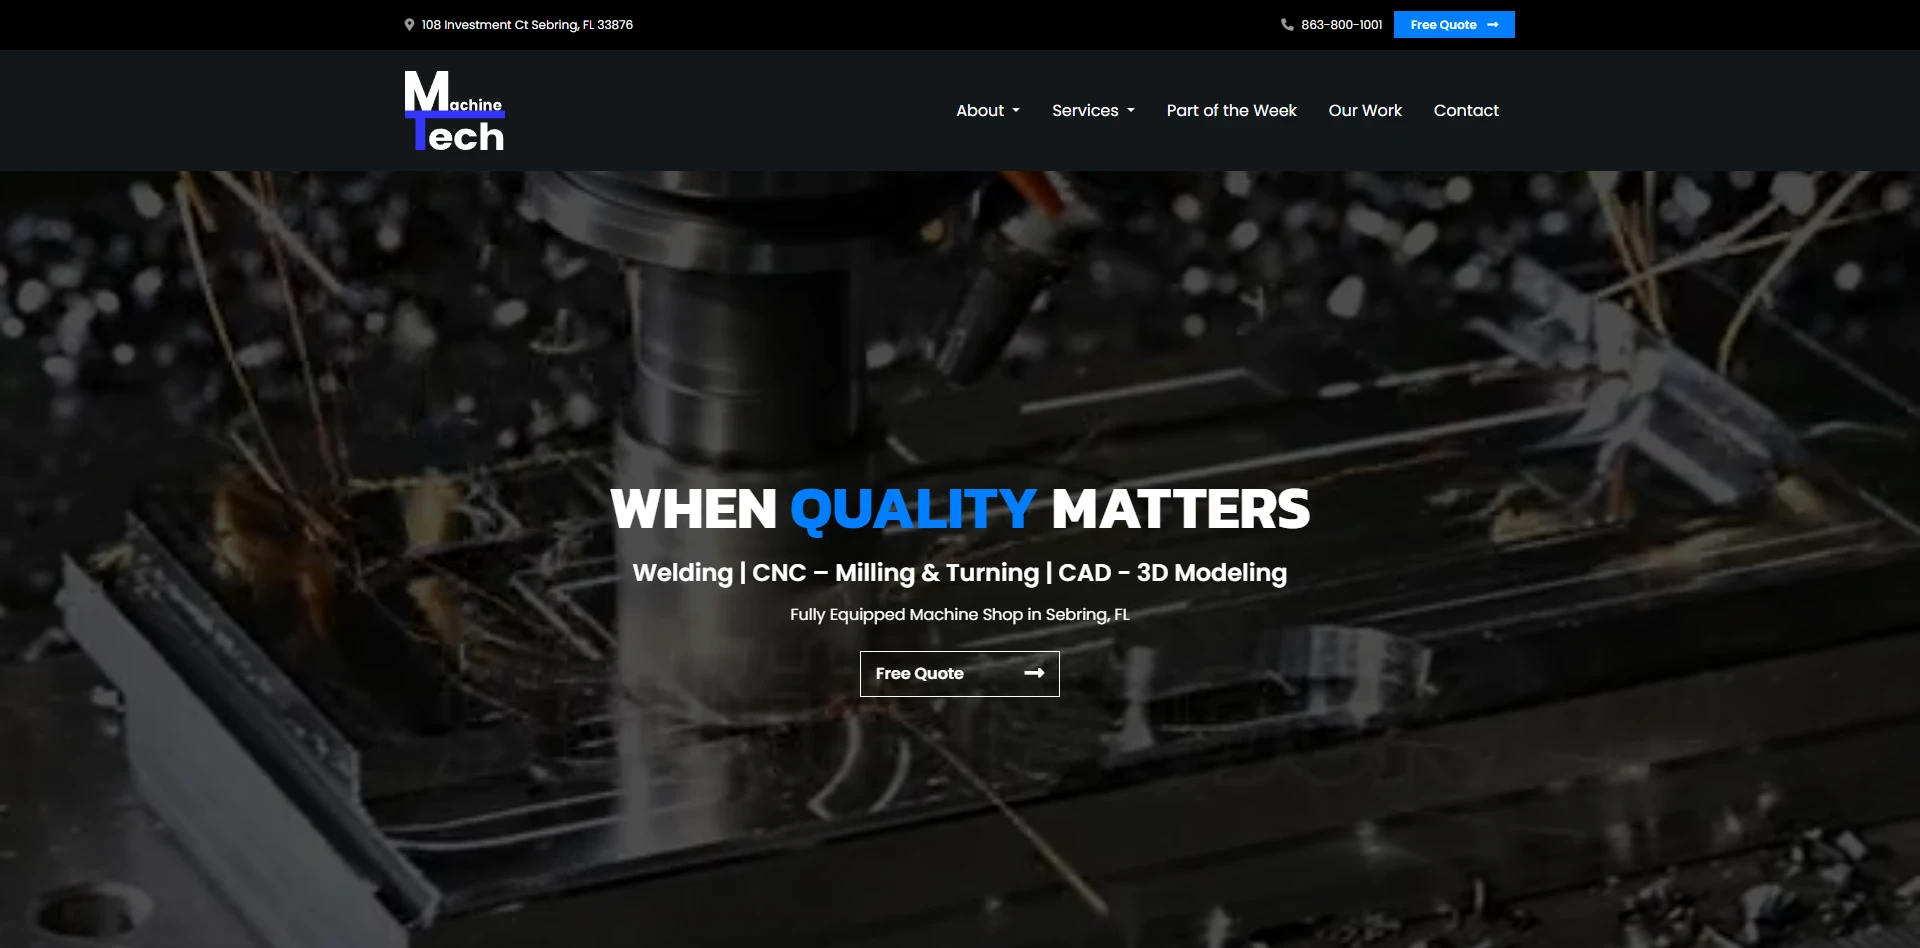 108 Investment Ct Sebring, FL 33876
863-800-1001
Free Quote
Machine
Tech
About
Services
Part of the Week
Our Work
Contact
WHEN QUALITY MATTERS
Welding | CNC – Milling & Turning | CAD - 3D Modeling
Fully Equipped Machine Shop in Sebring, FL
Free Quote